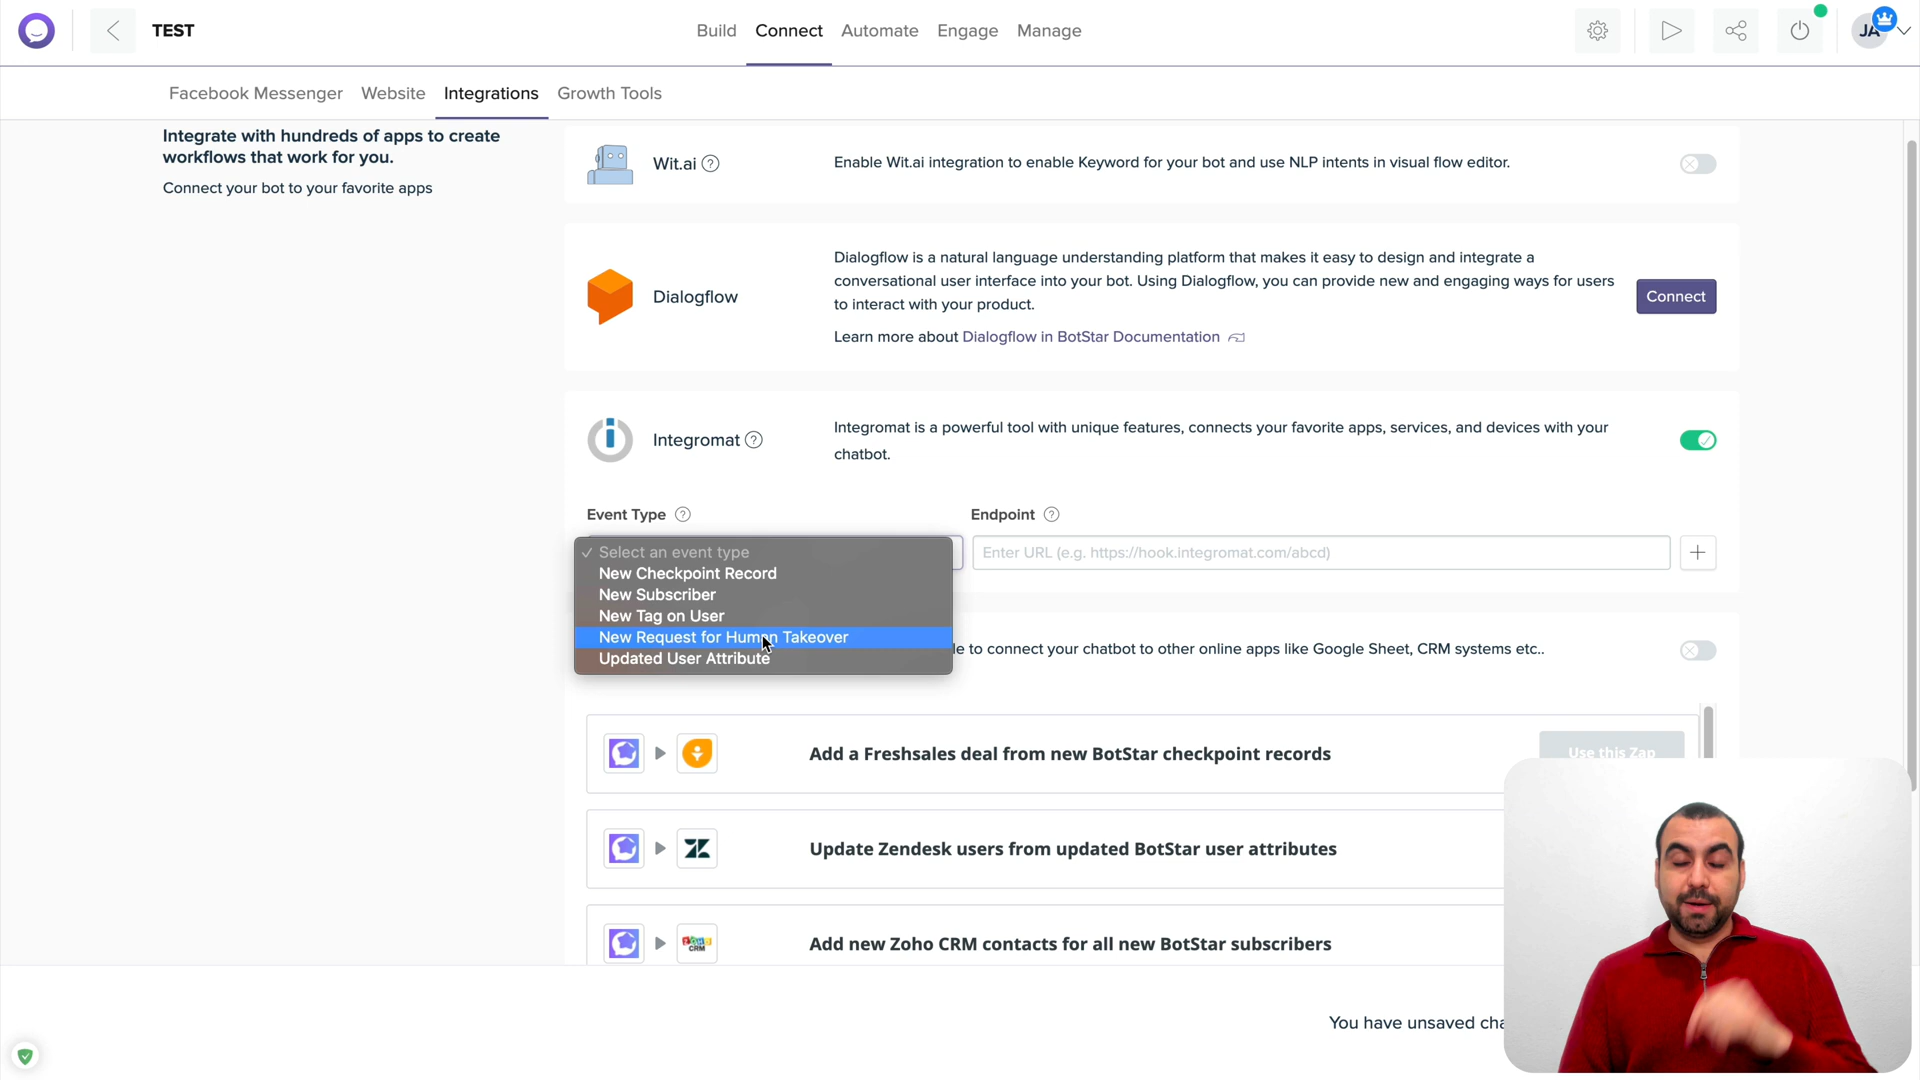 TEST
Build Connect Automate Engage Manage
JA
Facebook Messenger Website Integrations Growth Tools
Integrate with hundreds of apps to create
workflows that work for you.
Connect your bot to your favorite apps
Wit.ai ?
Enable Wit.ai integration to enable Keyword for your bot and use NLP intents in visual flow editor.
Dialogflow
Dialogflow is a natural language understanding platform that makes it easy to design and integrate a
conversational user interface into your bot. Using Dialogflow, you can provide new and engaging ways for users
to interact with your product.
Learn more about Dialogflow in BotStar Documentation
Connect
Integromat ?
Integromat is a powerful tool with unique features, connects your favorite apps, services, and devices with your
chatbot.
Event Type ?
Endpoint ?
✓ Select an event type
New Checkpoint Record
New Subscriber
New Tag on User
New Request for Human Takeover
Updated User Attribute
Enter URL (e.g. https://hook.integromat.com/abcd)
le to connect your chatbot to other online apps like Google Sheet, CRM systems etc..
Add a Freshsales deal from new BotStar checkpoint records
Use this Zap
Update Zendesk users from updated BotStar user attributes
ZOHO
CRM
Add new Zoho CRM contacts for all new BotStar subscribers
You have unsaved cha